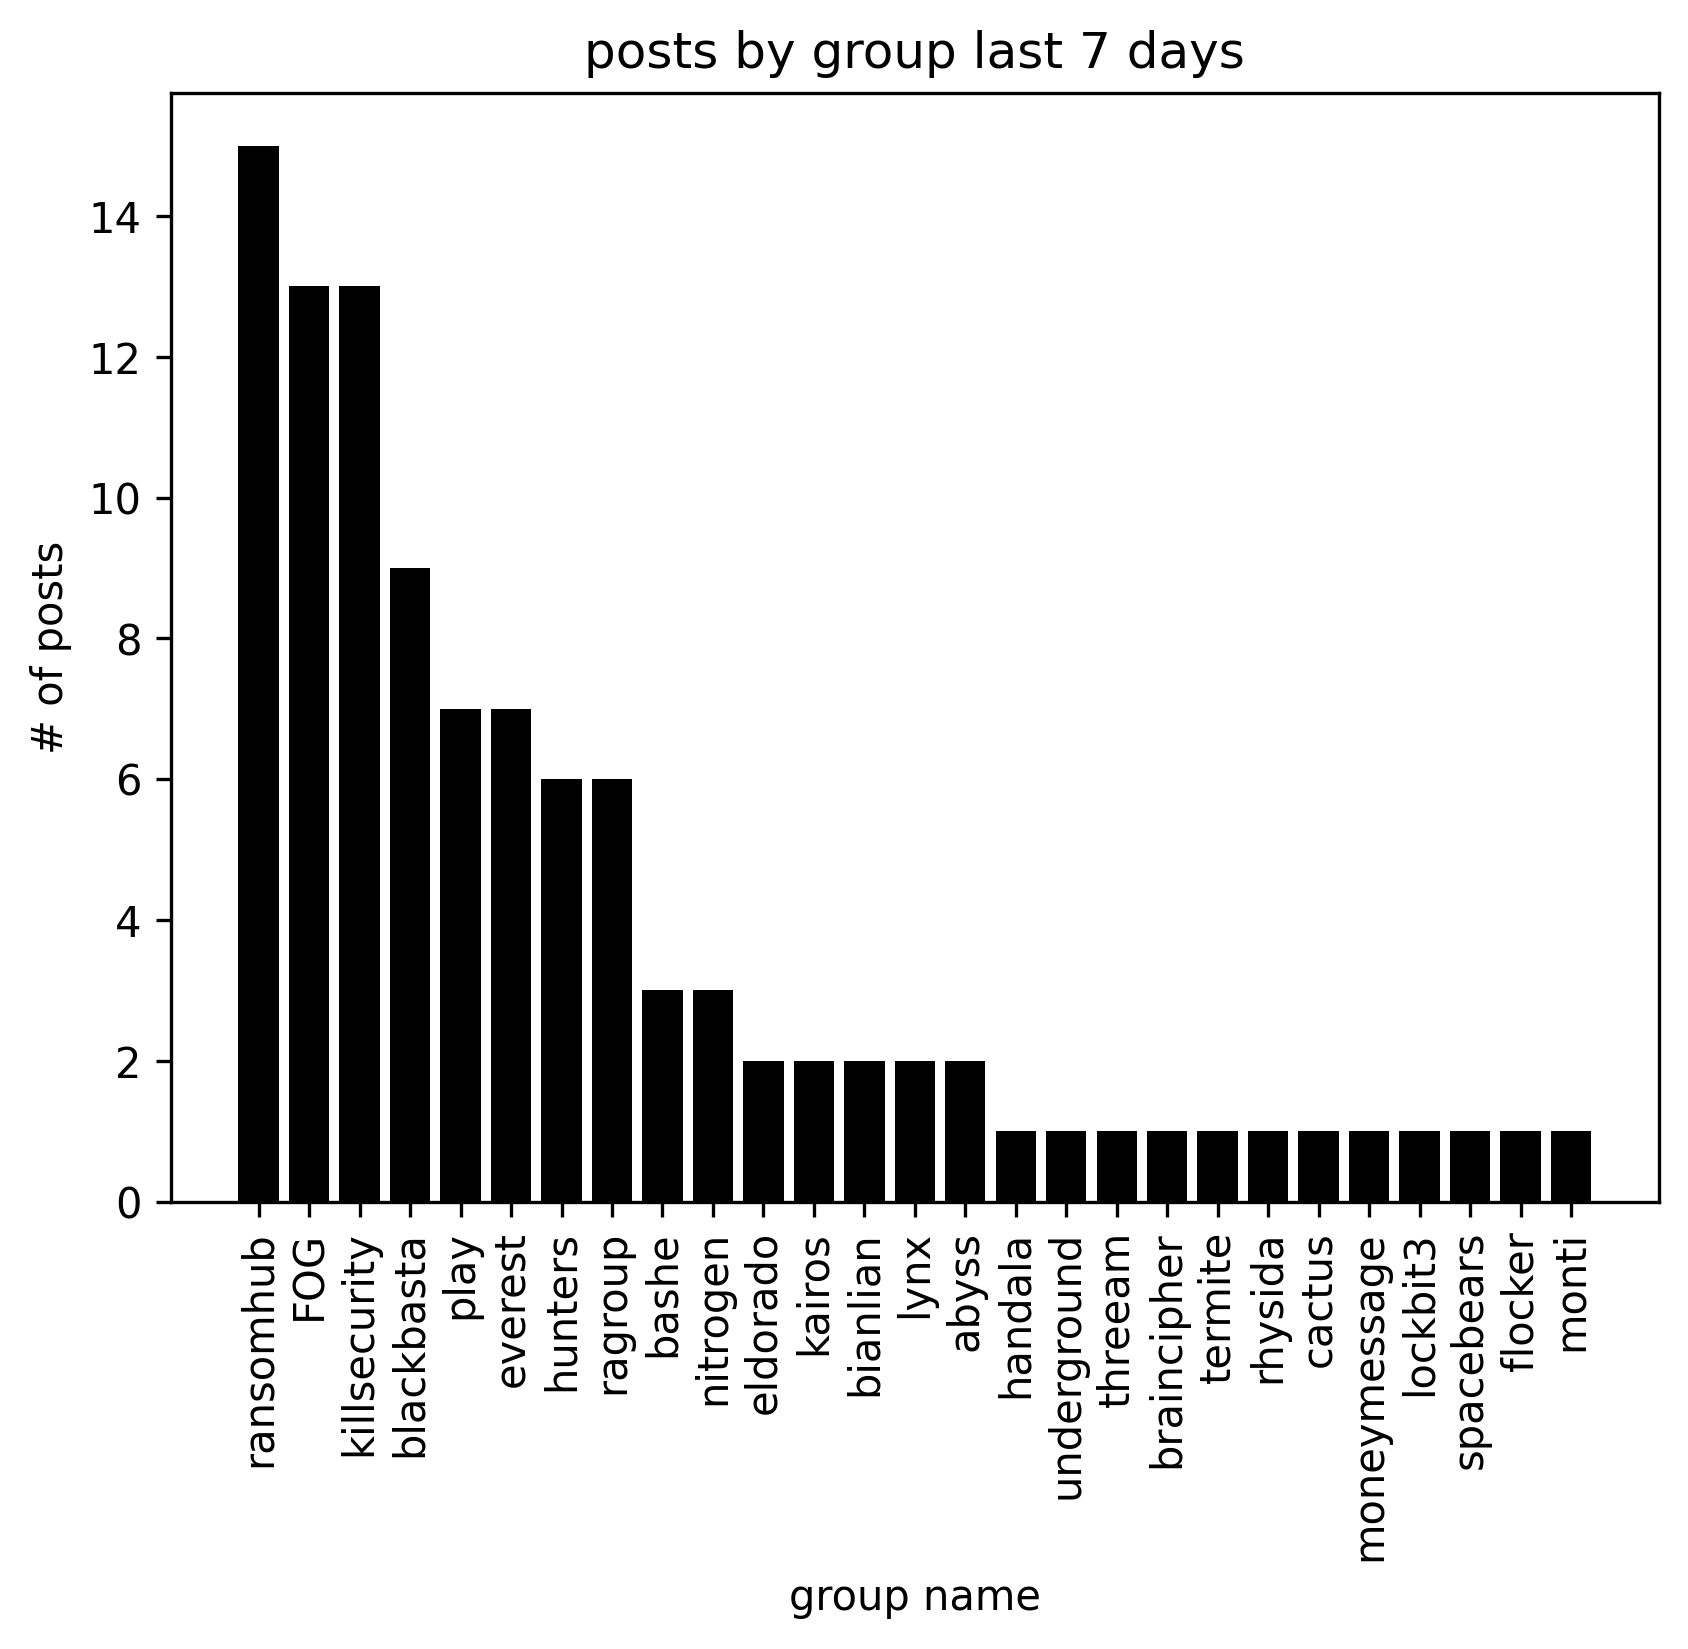 posts by group last 7 days
# of posts
14
12
10
8
6
4
2
0
ransomhub
FOG
killsecurity
blackbasta
play
everest
hunters
ragroup
bashe
nitrogen
eldorado
kairos
bianlian
lynx
abyss
handala
underground
threeam
braincipher
termite
rhysida
cactus
moneymessage
lockbit3
spacebears
flocker
monti
group name